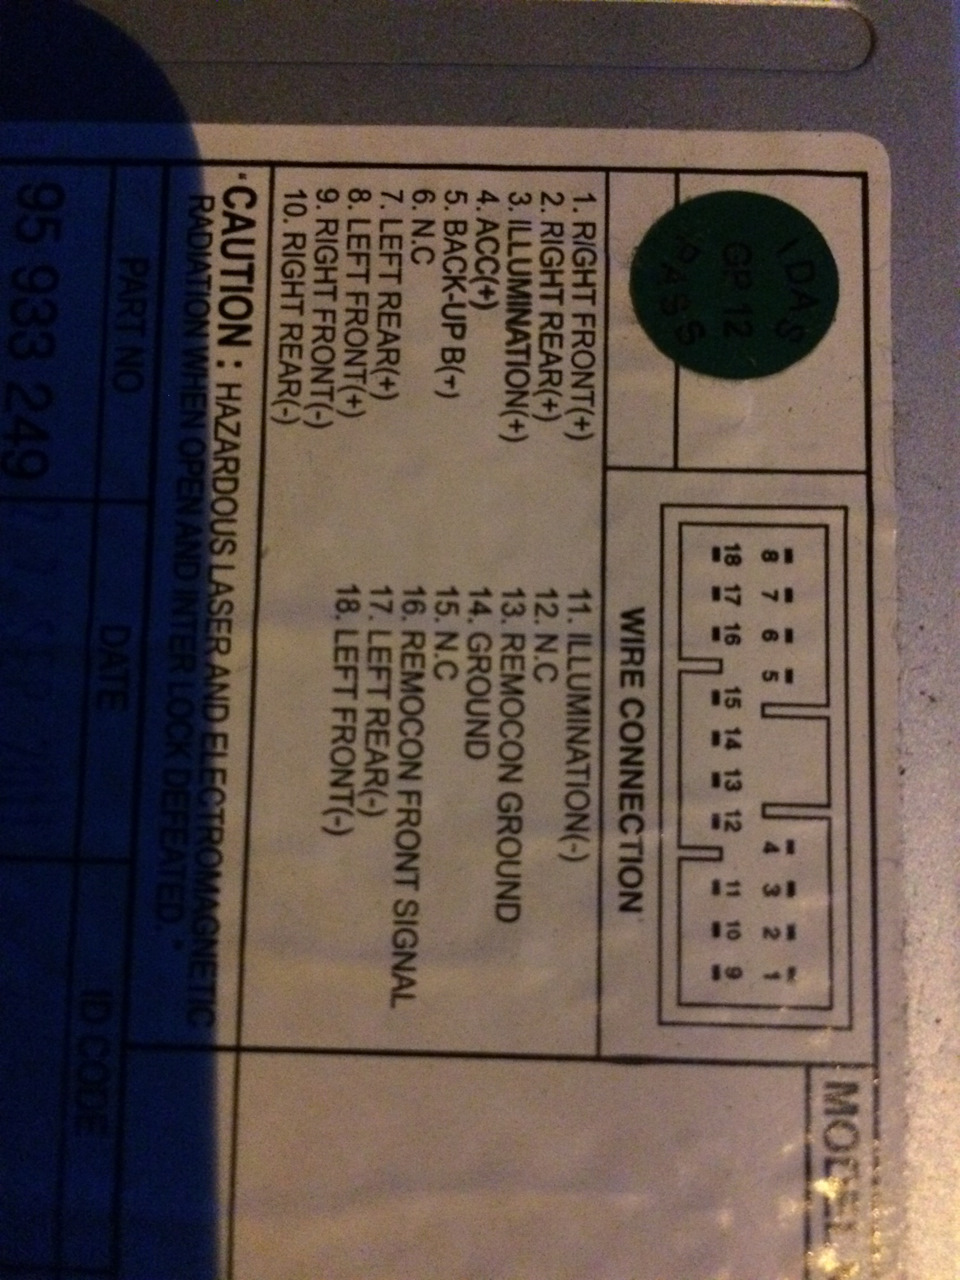 IDAS
GP 12
PASS
MODEL
8 7 6 5 4 3 2 1
18 17 16 15 14 13 12 11 10 9
WIRE CONNECTION
1. RIGHT FRONT(+)
2. RIGHT REAR(+)
3. ILLUMINATION(+)
4. ACC(+)
5. BACK-UP B(+)
6. N.C
7. LEFT REAR(+)
8. LEFT FRONT(+)
9. RIGHT FRONT(-)
10. RIGHT REAR(-)
11. ILLUMINATION(-)
12. N.C
13. REMOCON GROUND
14. GROUND
15. N.C
16. REMOCON FRONT SIGNAL
17. LEFT REAR(-)
18. LEFT FRONT(-)
"CAUTION : HAZARDOUS LASER AND ELECTROMAGNETIC
RADIATION WHEN OPEN AND INTER LOCK DEFEATED."
PART NO DATE ID CODE
95 933 249